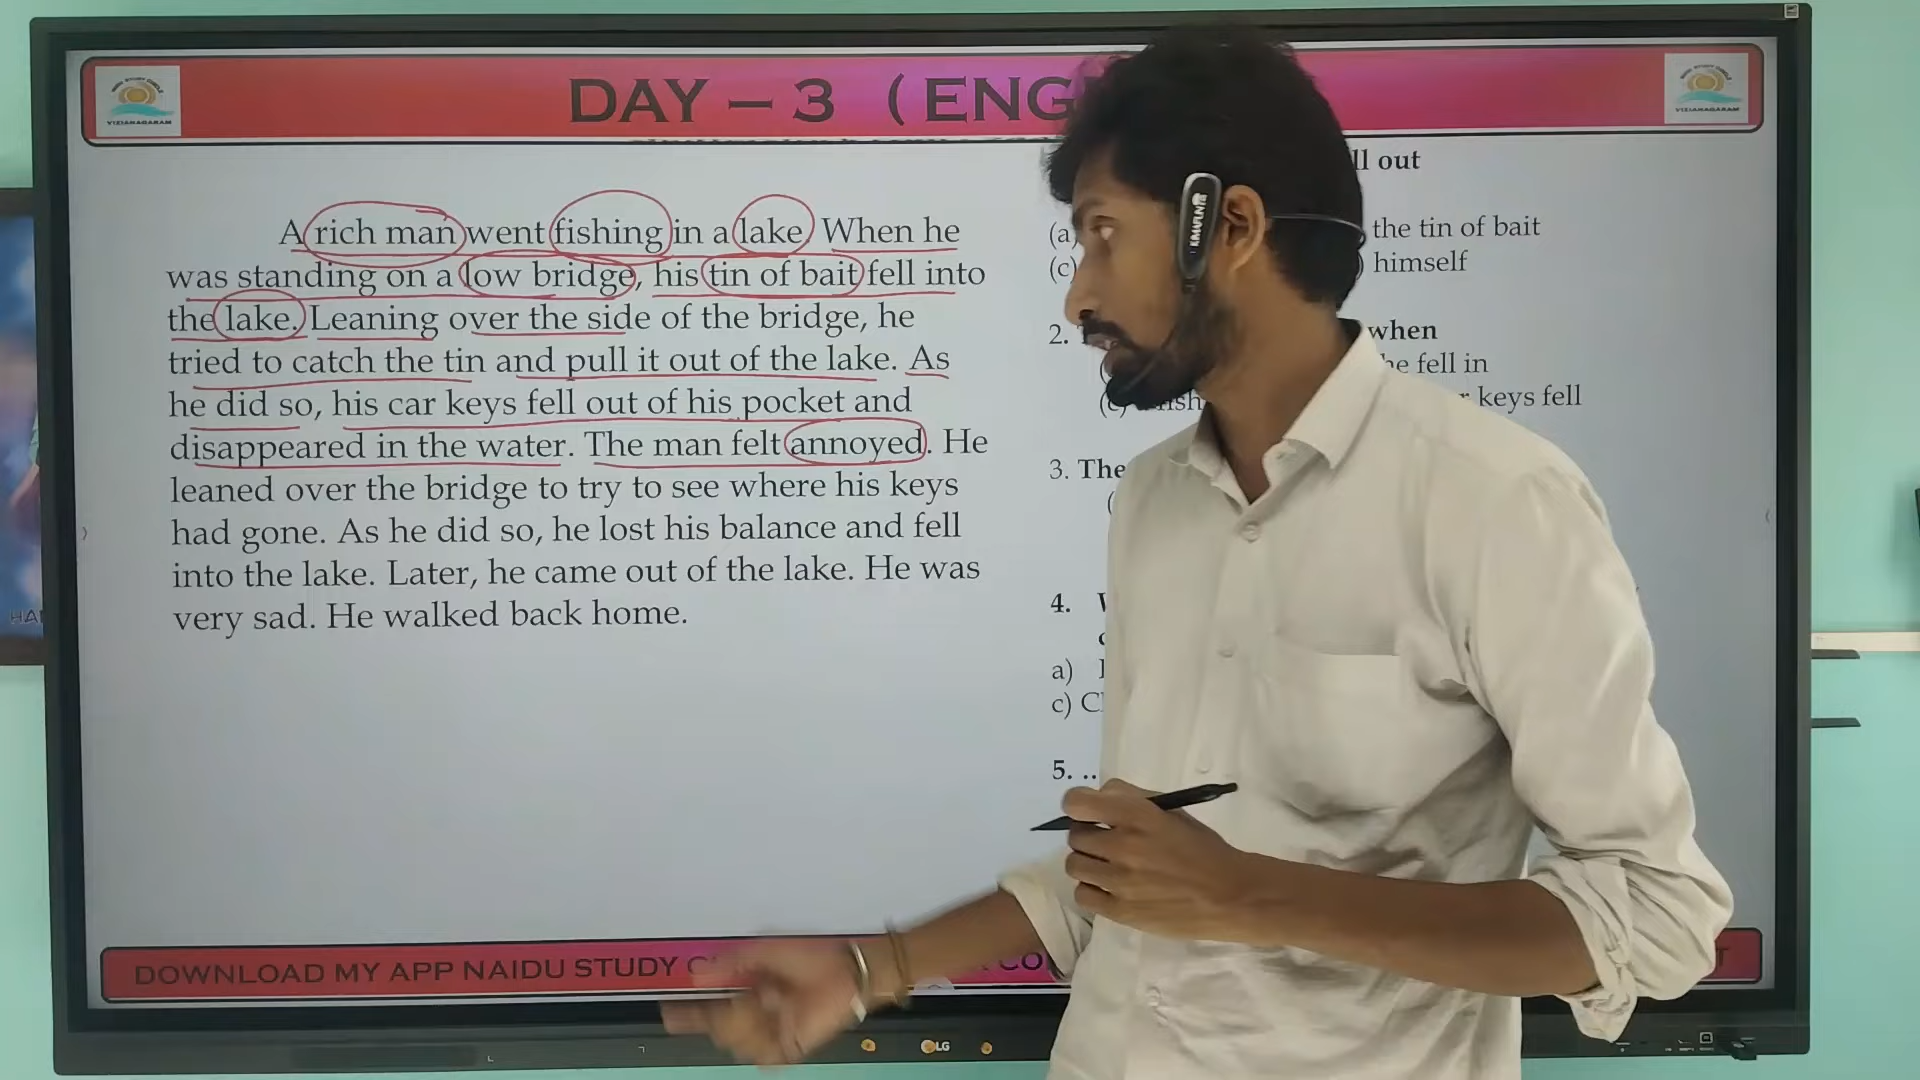 DAY – 3 ( ENG
VIZIANAGARAM
VIZIANAGARAM
A rich man went fishing in a lake. When he
was standing on a low bridge, his tin of bait fell into
the lake. Leaning over the side of the bridge, he
tried to catch the tin and pull it out of the lake. As
he did so, his car keys fell out of his pocket and
disappeared in the water. The man felt annoyed. He
leaned over the bridge to try to see where his keys
had gone. As he did so, he lost his balance and fell
into the lake. Later, he came out of the lake. He was
very sad. He walked back home.
ll out
(a) the tin of bait
(c) himself
2. when
he fell in
(c) keys fell
3. The
4.
a)
c) C
5. ..
DOWNLOAD MY APP NAIDU STUDY
LG